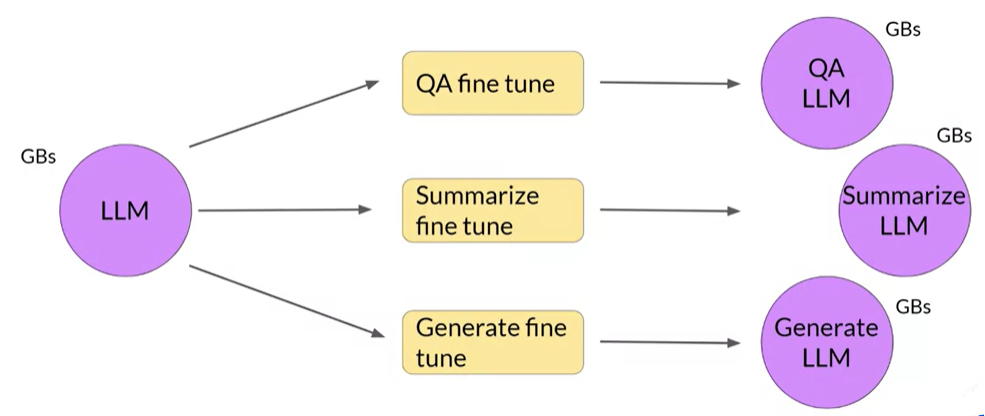 GBs
LLM
QA fine tune
Summarize
fine tune
Generate fine
tune
GBs
QA
LLM
GBs
Summarize
LLM
GBs
Generate
LLM